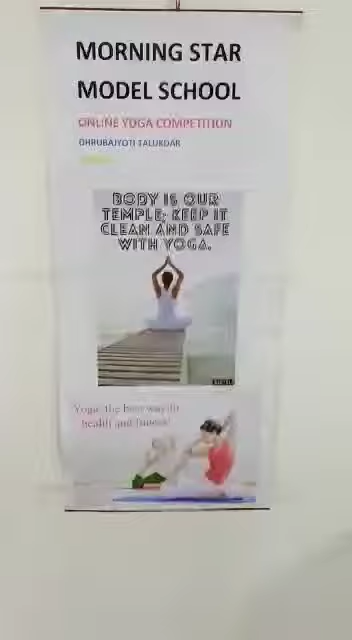 MORNING STAR
MODEL SCHOOL
ONLINE YOGA COMPETITION
DHRUBAJYOTI TALUKDAR
BODY IS OUR
TEMPLE; KEEP IT
CLEAN AND SAFE
WITH YOGA.
Yoga: the best way to
health and fitness!